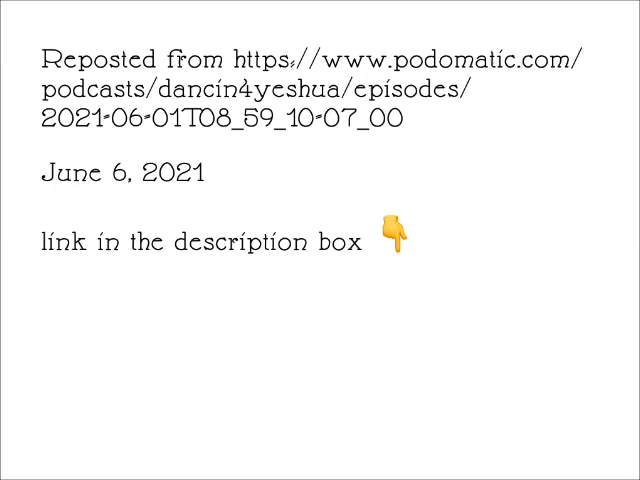 Reposted from https://www.podomatic.com/
podcasts/dancin4yeshua/episodes/
2021-06-01T08_59_10-07_00
June 6, 2021
link in the description box 👇